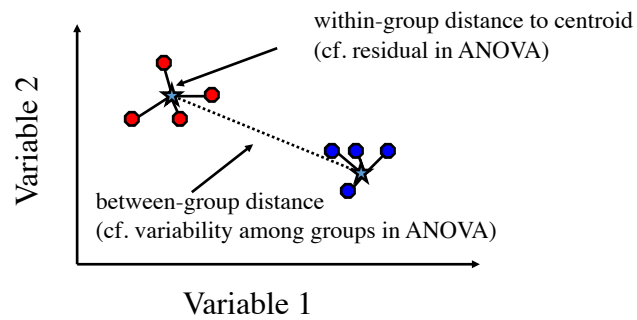 within-group distance to centroid
(cf. residual in ANOVA)
Variable 2
between-group distance
(cf. variability among groups in ANOVA)
Variable 1